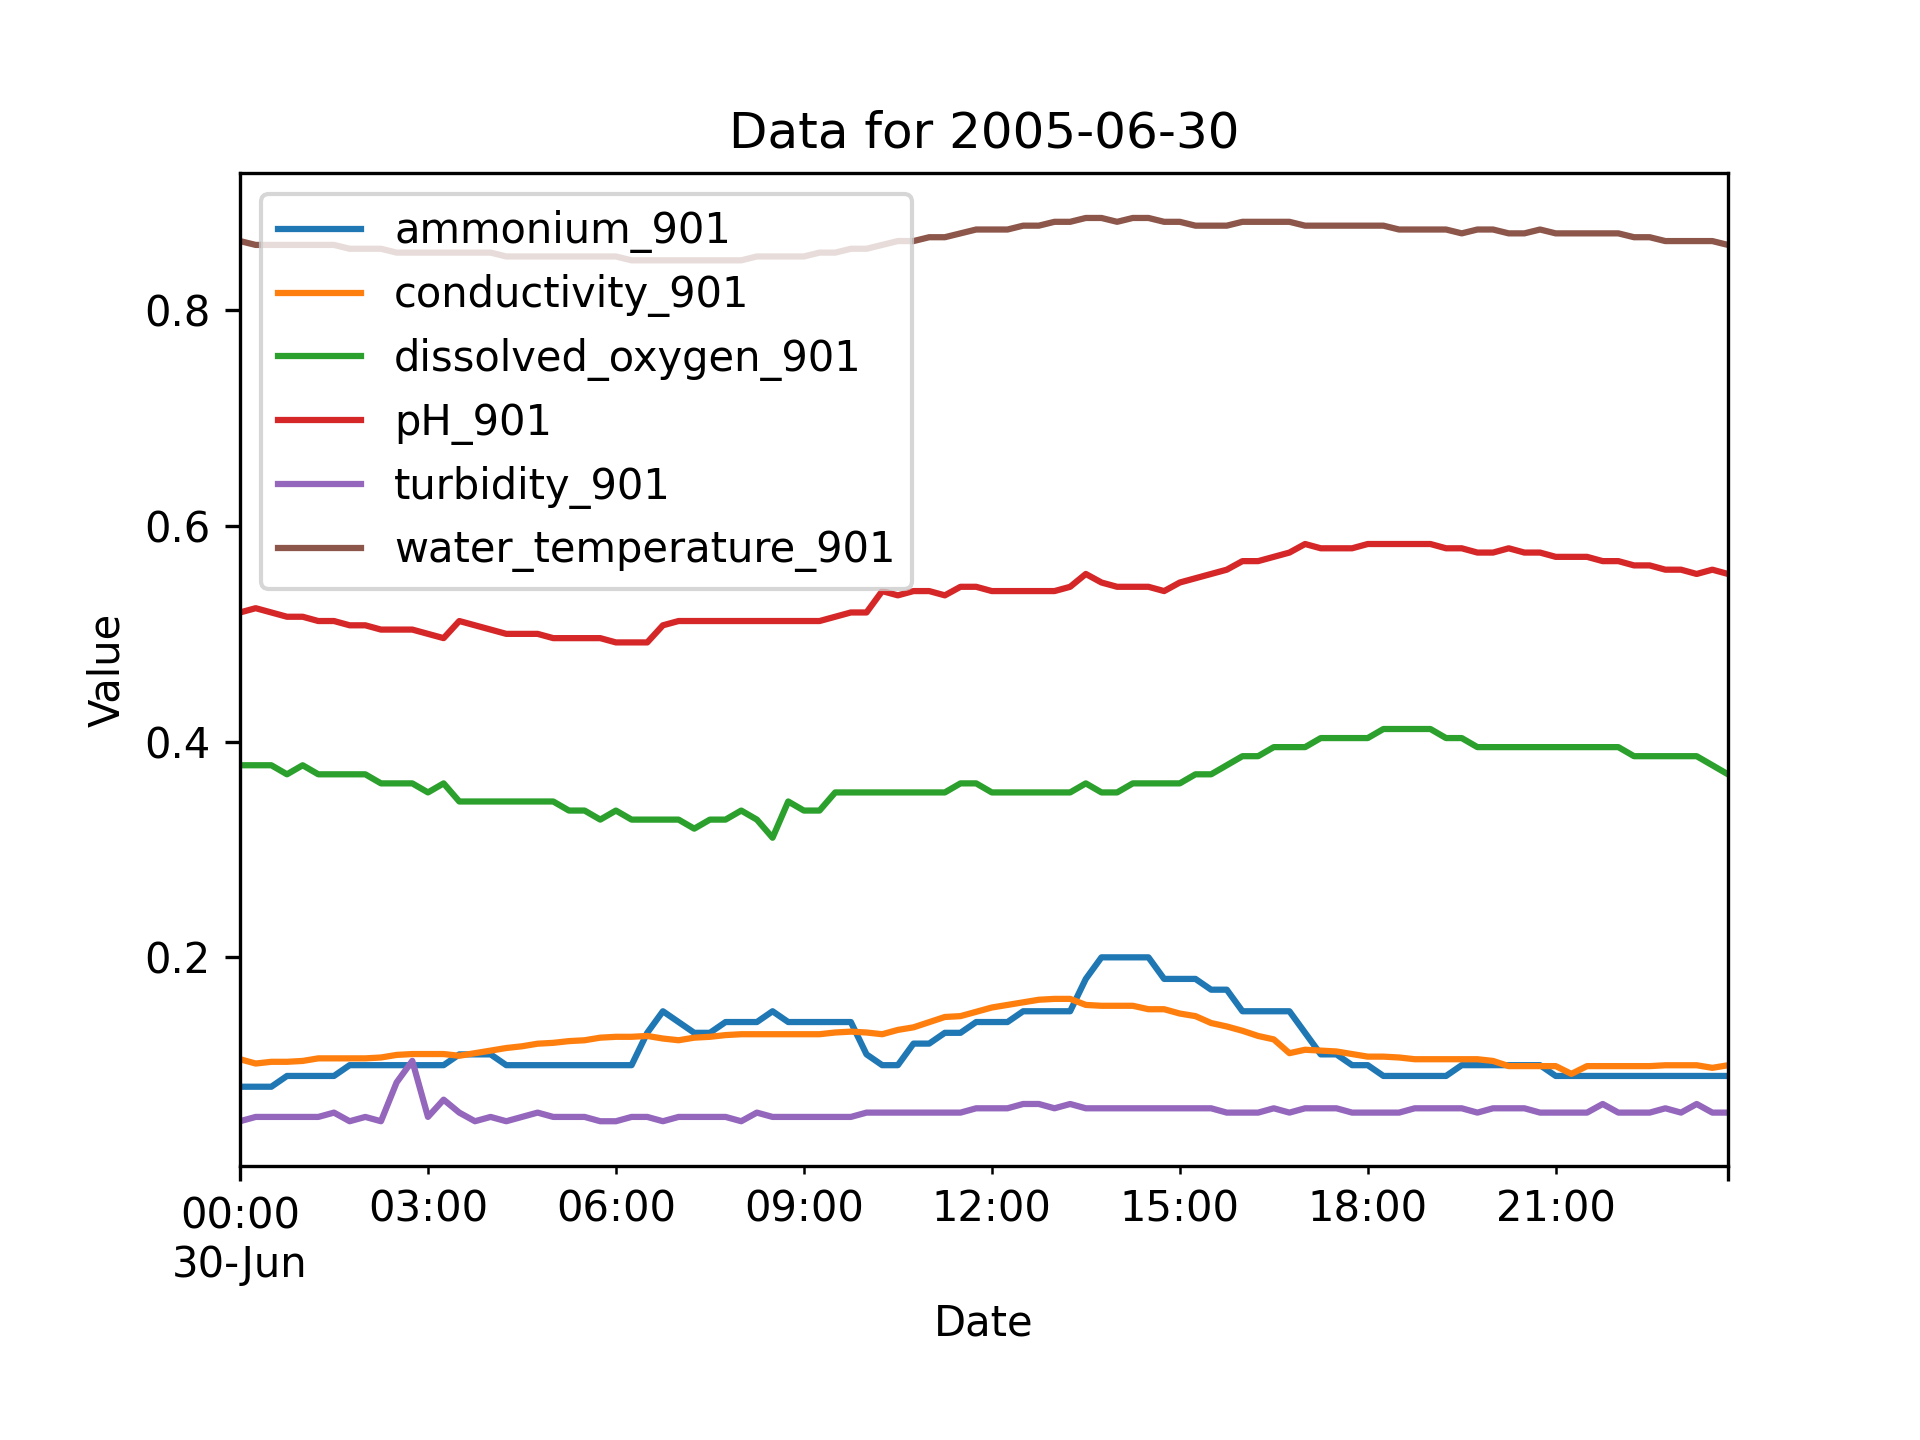 Data for 2005-06-30
ammonium_901
conductivity_901
dissolved_oxygen_901
pH_901
turbidity_901
water_temperature_901
0.8
0.6
0.4
0.2
Value
00:00 03:00 06:00 09:00 12:00 15:00 18:00 21:00
30-Jun
Date